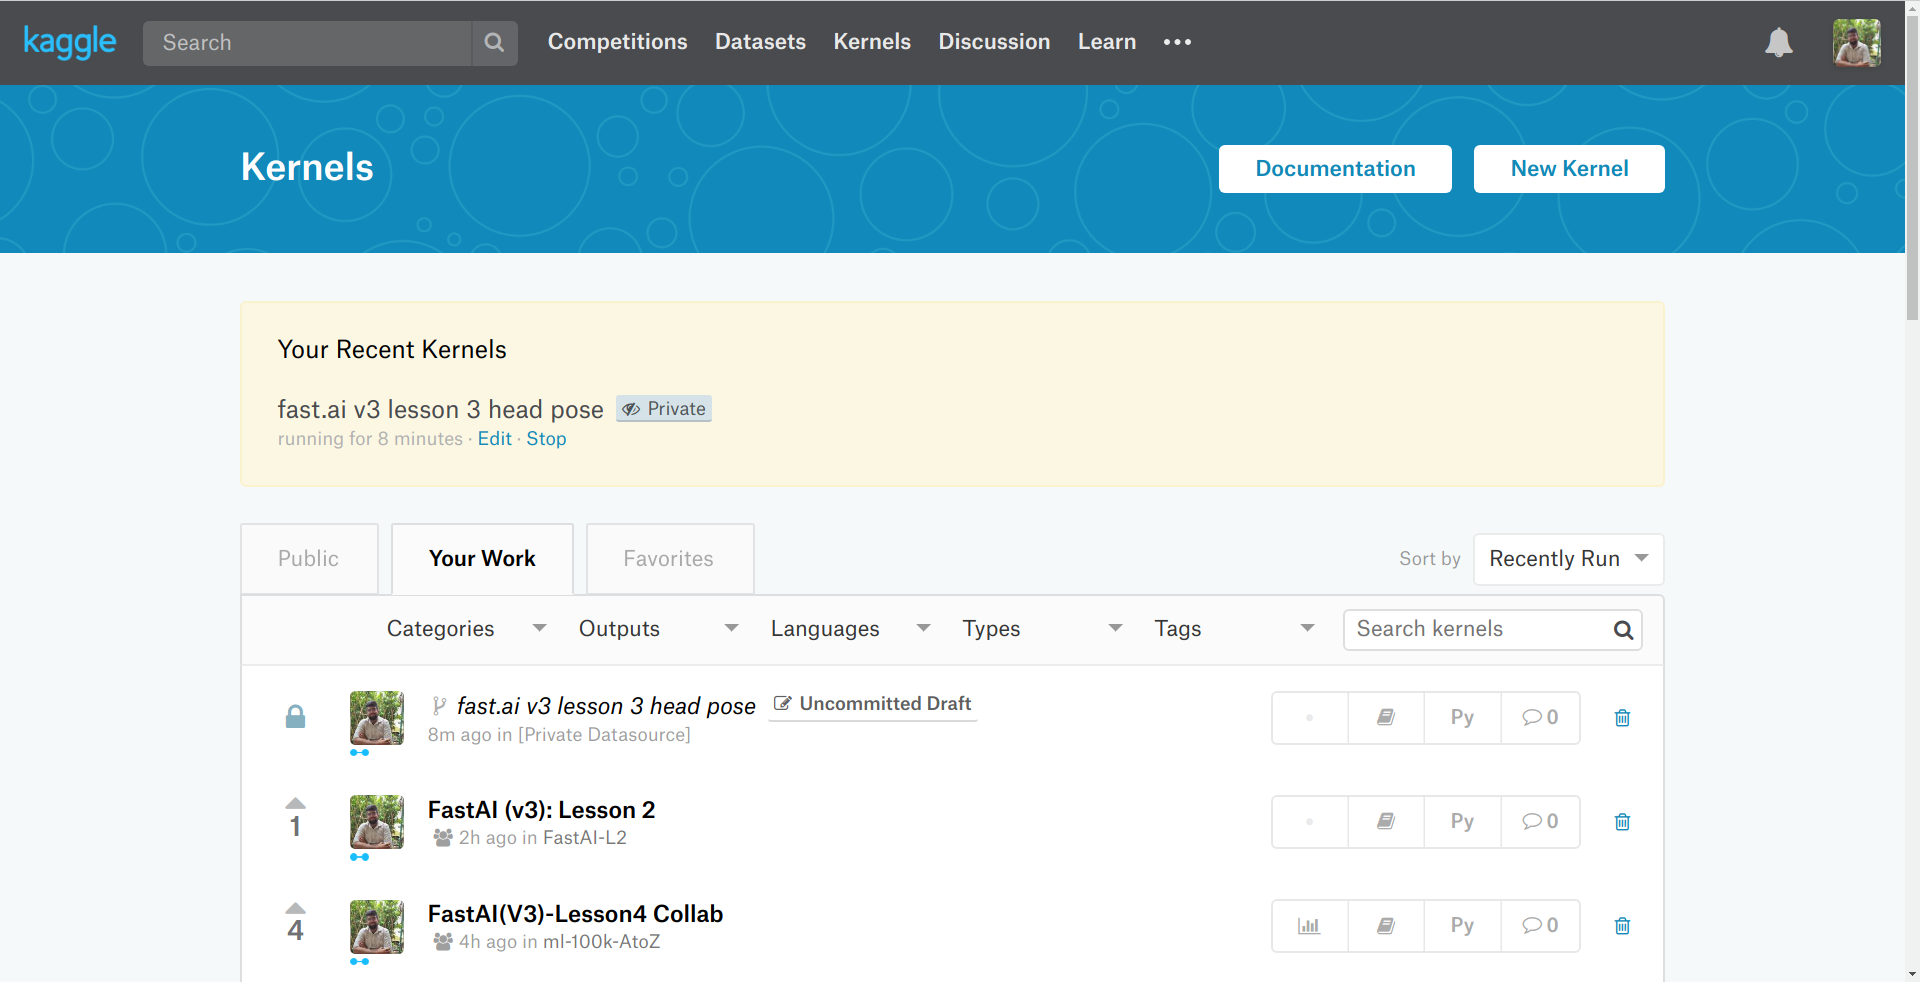 kaggle
Search
Competitions Datasets Kernels Discussion Learn
Kernels
Documentation
New Kernel
Your Recent Kernels
fast.ai v3 lesson 3 head pose Private
running for 8 minutes · Edit · Stop
Public
Your Work
Favorites
Sort by Recently Run
Categories Outputs Languages Types Tags Search kernels
fast.ai v3 lesson 3 head pose Uncommitted Draft
8m ago in [Private Datasource]
Py 0
1
FastAI (v3): Lesson 2
2h ago in FastAI-L2
Py 0
4
FastAI(V3)-Lesson4 Collab
4h ago in ml-100k-AtoZ
Py 0